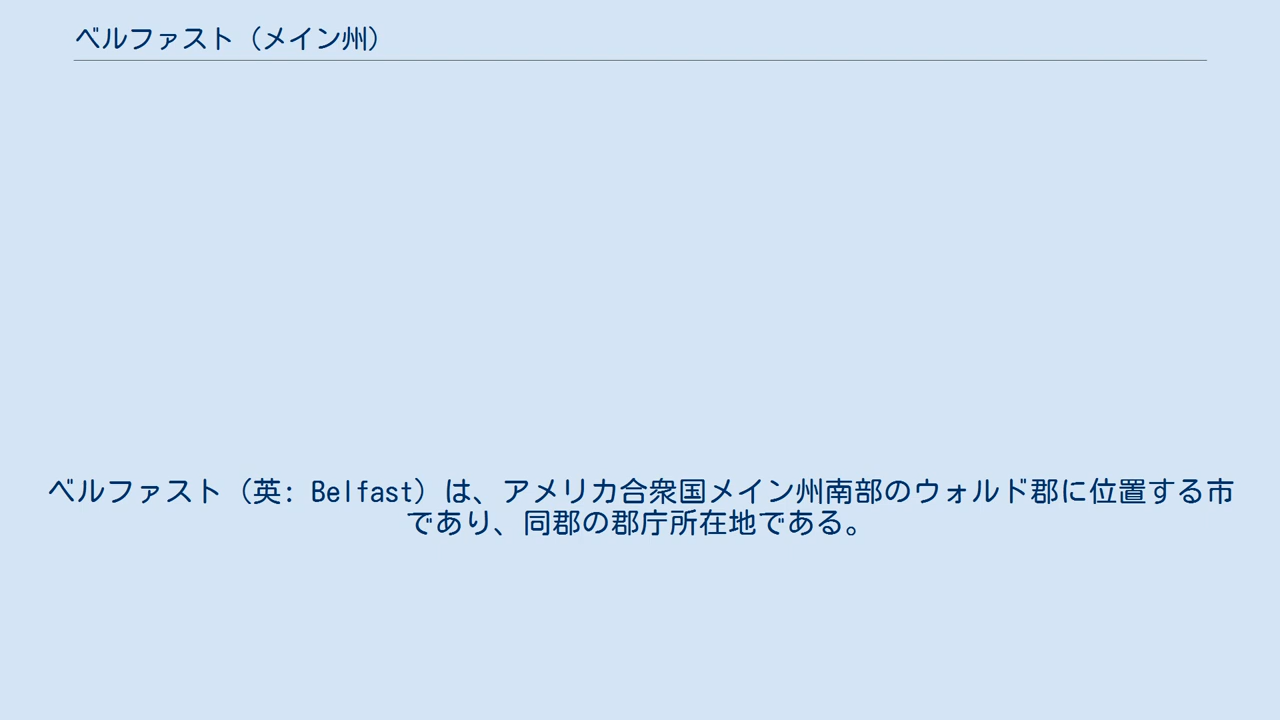 ベルファスト（メイン州）
ベルファスト（英: Belfast）は、アメリカ合衆国メイン州南部のウォルド郡に位置する市
であり、同郡の郡庁所在地である。